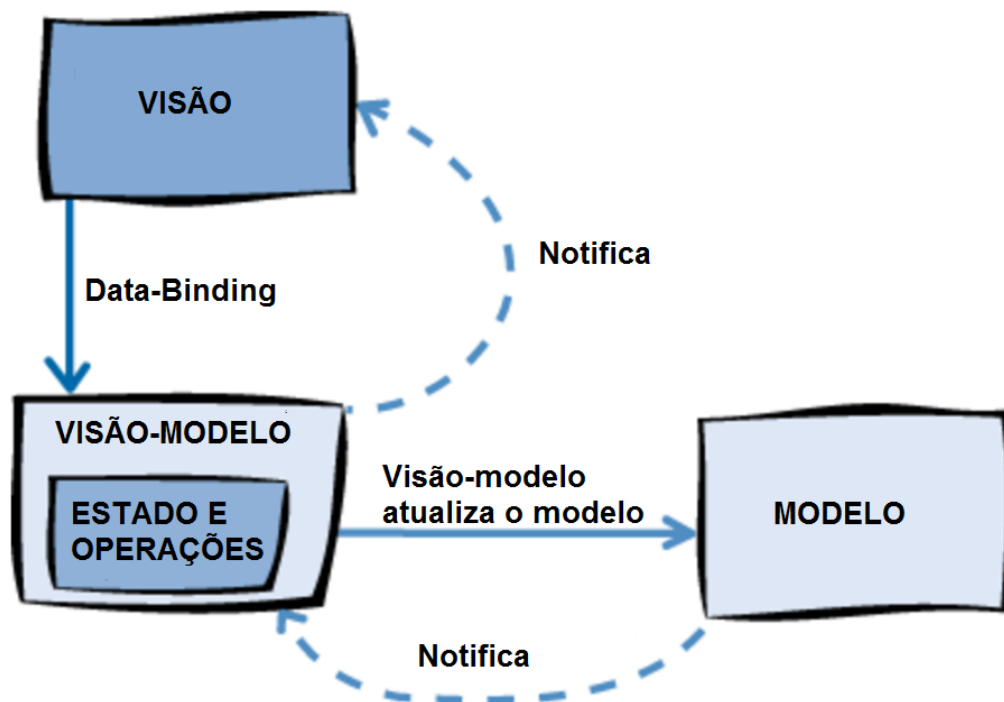 VISÃO
Notifica
Data-Binding
VISÃO-MODELO
ESTADO E
OPERAÇÕES
Visão-modelo
atualiza o modelo
MODELO
Notifica